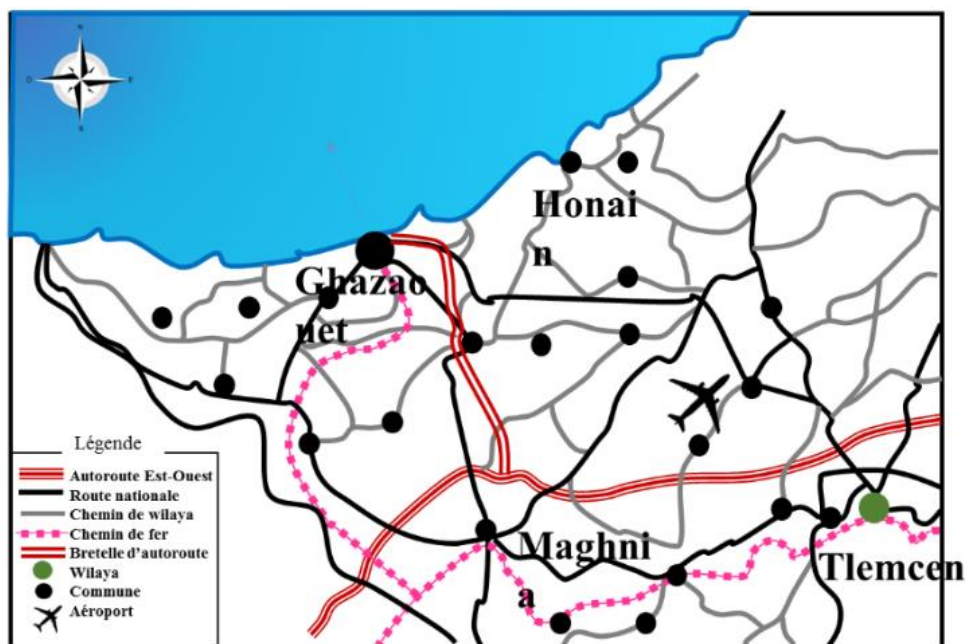 Honai
n
Ghazao
uet
Maghni
a
Tlemcen
Légende
Autoroute Est-Ouest
Route nationale
Chemin de wilaya
Chemin de fer
Bretelle d'autoroute
Wilaya
Commune
Aéroport